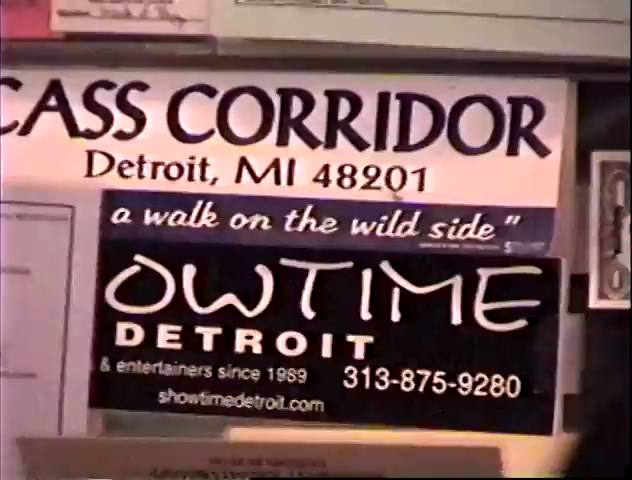 CASS CORRIDOR
Detroit, MI 48201
a walk on the wild side"
OWTIME
DETROIT
& entertainers since 1989
313-875-9280
showtimedetroit.com